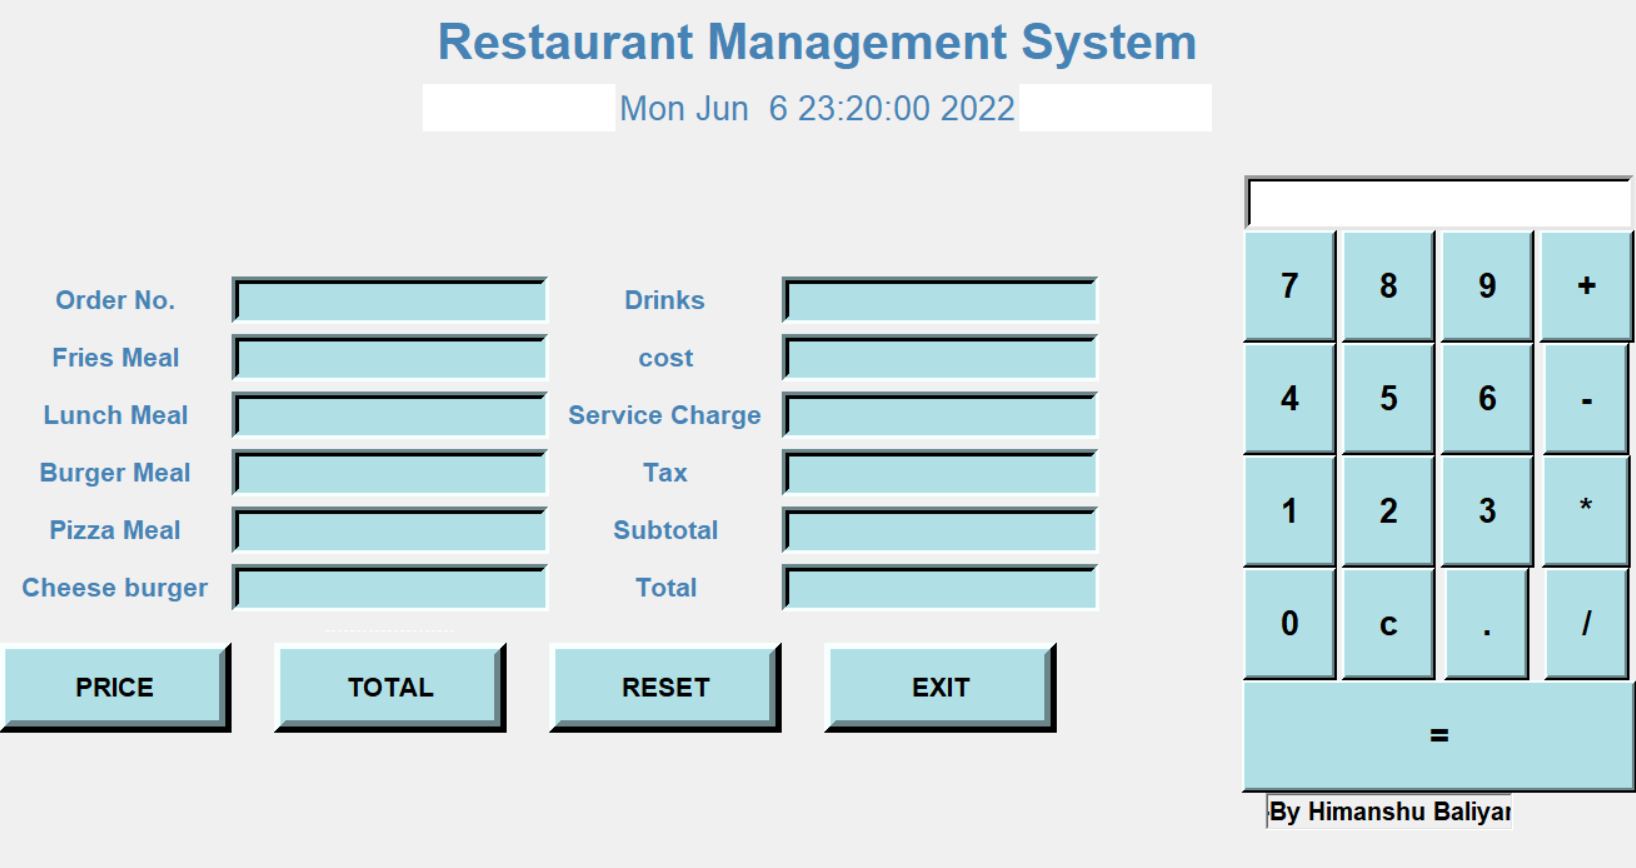 Restaurant Management System
Mon Jun  6 23:20:00 2022
Order No.
Drinks
Fries Meal
cost
Lunch Meal
Service Charge
Burger Meal
Tax
Pizza Meal
Subtotal
Cheese burger
Total
PRICE TOTAL RESET EXIT
7 8 9 +
4 5 6 -
1 2 3 *
0 c . /
=
-By Himanshu Baliyan